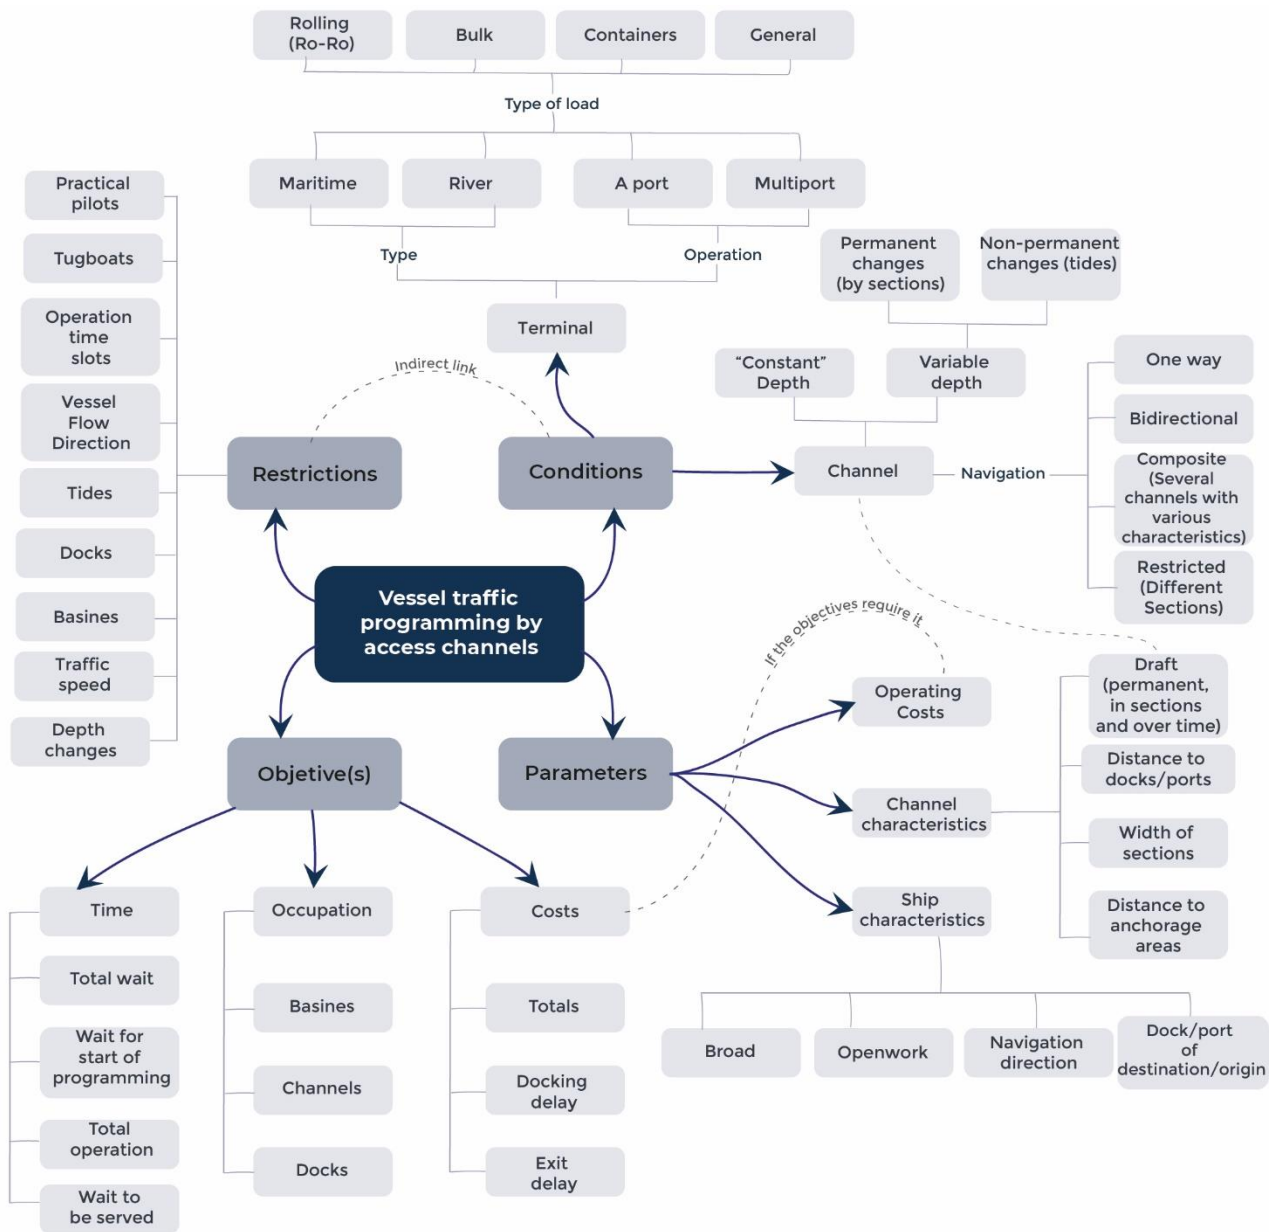 Rolling
(Ro-Ro)
Bulk
Containers
General
Type of load
Maritime
River
A port
Multiport
Type
Operation
Terminal
Permanent
changes
(by sections)
Non-permanent
changes (tides)
"Constant"
Depth
Variable
depth
Practical
pilots
Tugboats
Operation
time
slots
Vessel
Flow
Direction
Tides
Docks
Basines
Traffic
speed
Depth
changes
Indirect link
Restrictions
Conditions
Channel
Navigation
One way
Bidirectional
Composite
(Several
channels with
various
characteristics)
Restricted
(Different
Sections)
Vessel traffic
programming by
access channels
If the objectives require it
Objetive(s)
Parameters
Operating
Costs
Channel
characteristics
Ship
characteristics
Draft
(permanent,
in sections
and over time)
Distance to
docks/ports
Width of
sections
Distance to
anchorage
areas
Time
Total wait
Wait for
start of
programming
Total
operation
Wait to
be served
Occupation
Basines
Channels
Docks
Costs
Totals
Docking
delay
Exit
delay
Broad
Openwork
Navigation
direction
Dock/port
of
destination/origin